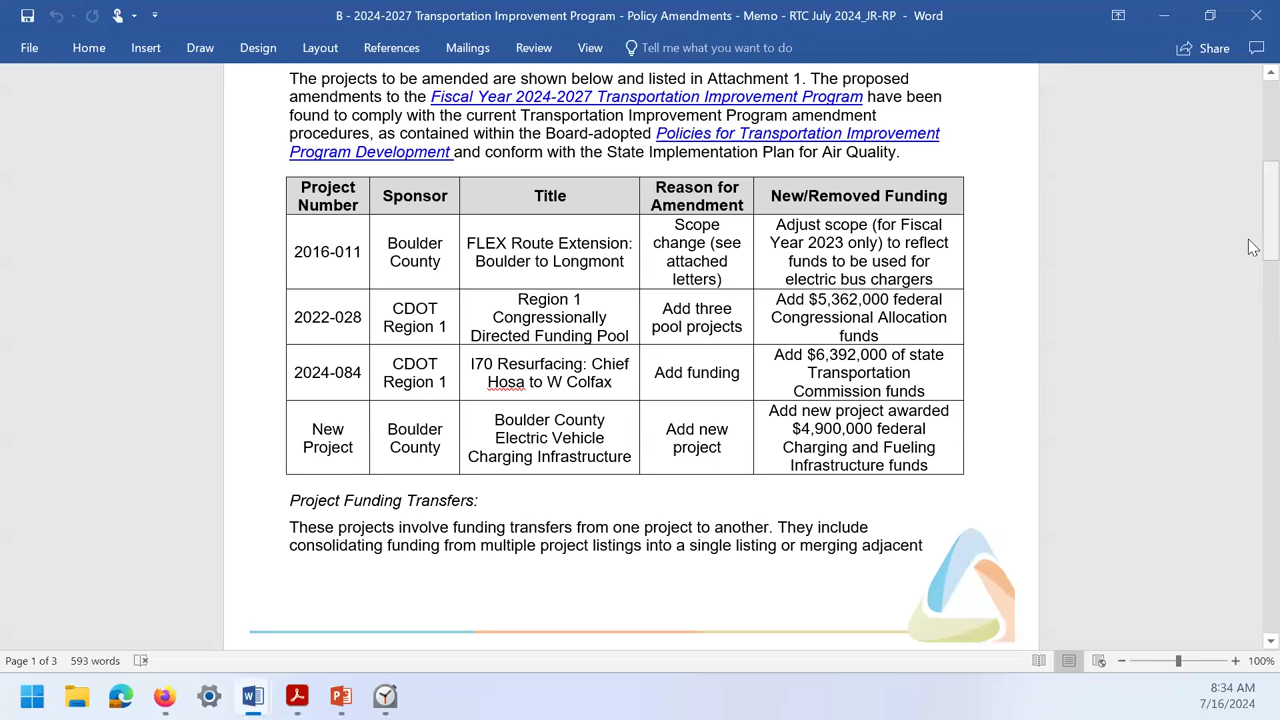 B - 2024-2027 Transportation Improvement Program - Policy Amendments - Memo - RTC July 2024_JR-RP - Word
File Home Insert Draw Design Layout References Mailings Review View Tell me what you want to do Share
The projects to be amended are shown below and listed in Attachment 1. The proposed
amendments to the Fiscal Year 2024-2027 Transportation Improvement Program have been
found to comply with the current Transportation Improvement Program amendment
procedures, as contained within the Board-adopted Policies for Transportation Improvement
Program Development and conform with the State Implementation Plan for Air Quality.
Project
Number
Sponsor
Title
Reason for
Amendment
New/Removed Funding
2016-011
Boulder
County
FLEX Route Extension:
Boulder to Longmont
Scope
change (see
attached
letters)
Adjust scope (for Fiscal
Year 2023 only) to reflect
funds to be used for
electric bus chargers
2022-028
CDOT
Region 1
Region 1
Congressionally
Directed Funding Pool
Add three
pool projects
Add $5,362,000 federal
Congressional Allocation
funds
2024-084
CDOT
Region 1
I70 Resurfacing: Chief
Hosa to W Colfax
Add funding
Add $6,392,000 of state
Transportation
Commission funds
New
Project
Boulder
County
Boulder County
Electric Vehicle
Charging Infrastructure
Add new
project
Add new project awarded
$4,900,000 federal
Charging and Fueling
Infrastructure funds
Project Funding Transfers:
These projects involve funding transfers from one project to another. They include
consolidating funding from multiple project listings into a single listing or merging adjacent
Page 1 of 3 593 words 100%
8:34 AM
7/16/2024